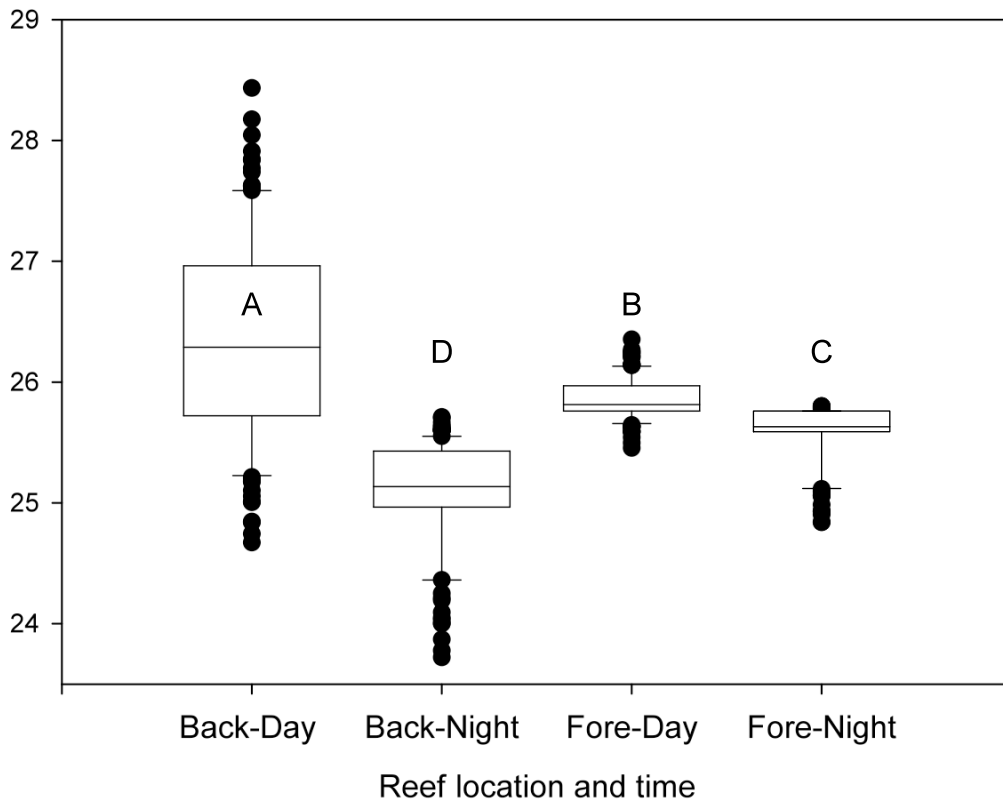 29
28
27
26
25
24
A
D
B
C
Back-Day Back-Night Fore-Day Fore-Night
Reef location and time